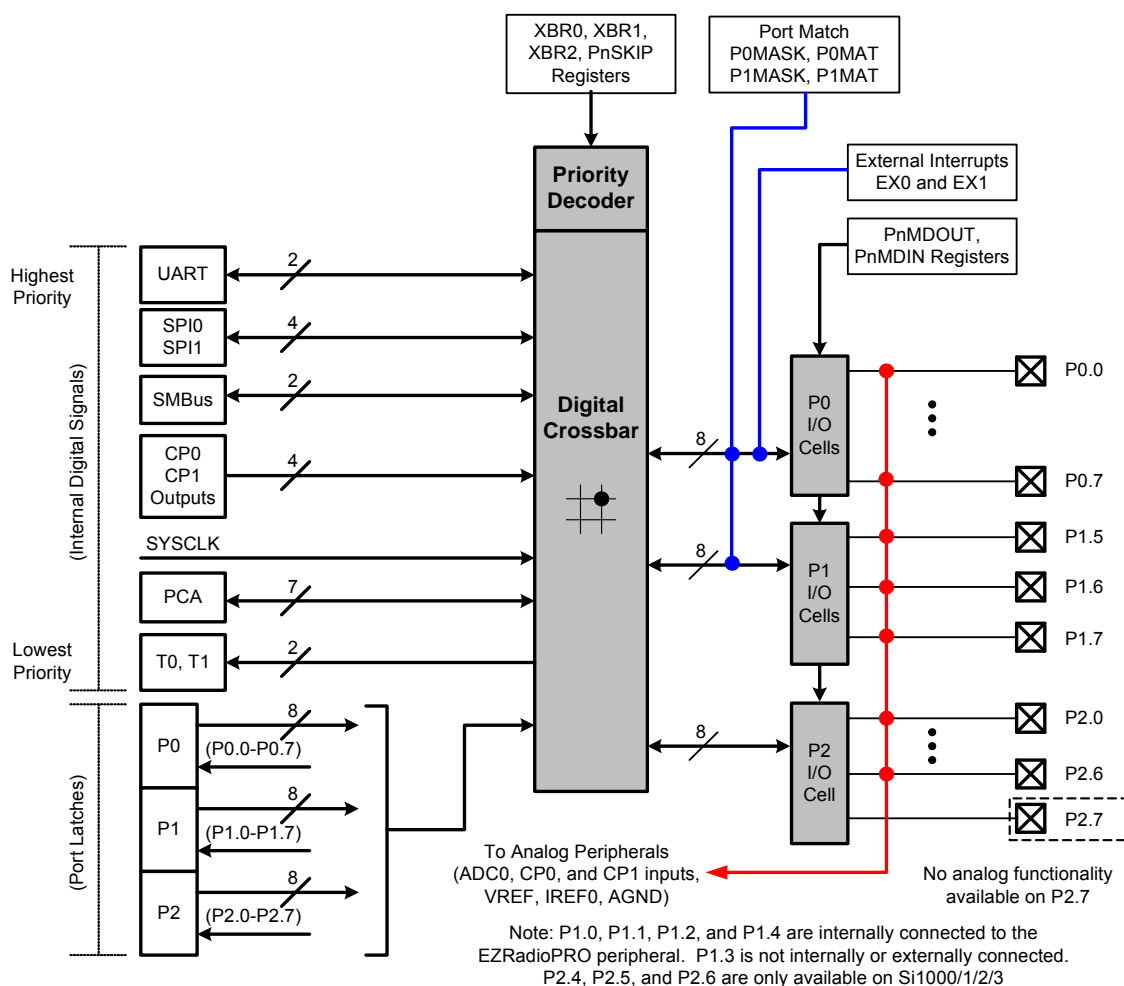 XBR0, XBR1,
XBR2, PnSKIP
Registers
Port Match
P0MASK, P0MAT
P1MASK, P1MAT
External Interrupts
EX0 and EX1
Priority
Decoder
PnMDOUT,
PnMDIN Registers
Highest
Priority
(Internal Digital Signals)
Lowest
Priority
UART
2
SPI0
SPI1
4
SMBus
2
CP0
CP1
Outputs
4
SYSCLK
PCA
7
T0, T1
2
Digital
Crossbar
8
8
8
P0
I/O
Cells
P1
I/O
Cells
P2
I/O
Cell
P0.0
P0.7
P1.5
P1.6
P1.7
P2.0
P2.6
P2.7
(Port Latches)
P0
8
(P0.0-P0.7)
P1
8
(P1.0-P1.7)
P2
8
(P2.0-P2.7)
To Analog Peripherals
(ADC0, CP0, and CP1 inputs,
VREF, IREF0, AGND)
No analog functionality
available on P2.7
Note: P1.0, P1.1, P1.2, and P1.4 are internally connected to the
EZRadioPRO peripheral. P1.3 is not internally or externally connected.
P2.4, P2.5, and P2.6 are only available on Si1000/1/2/3